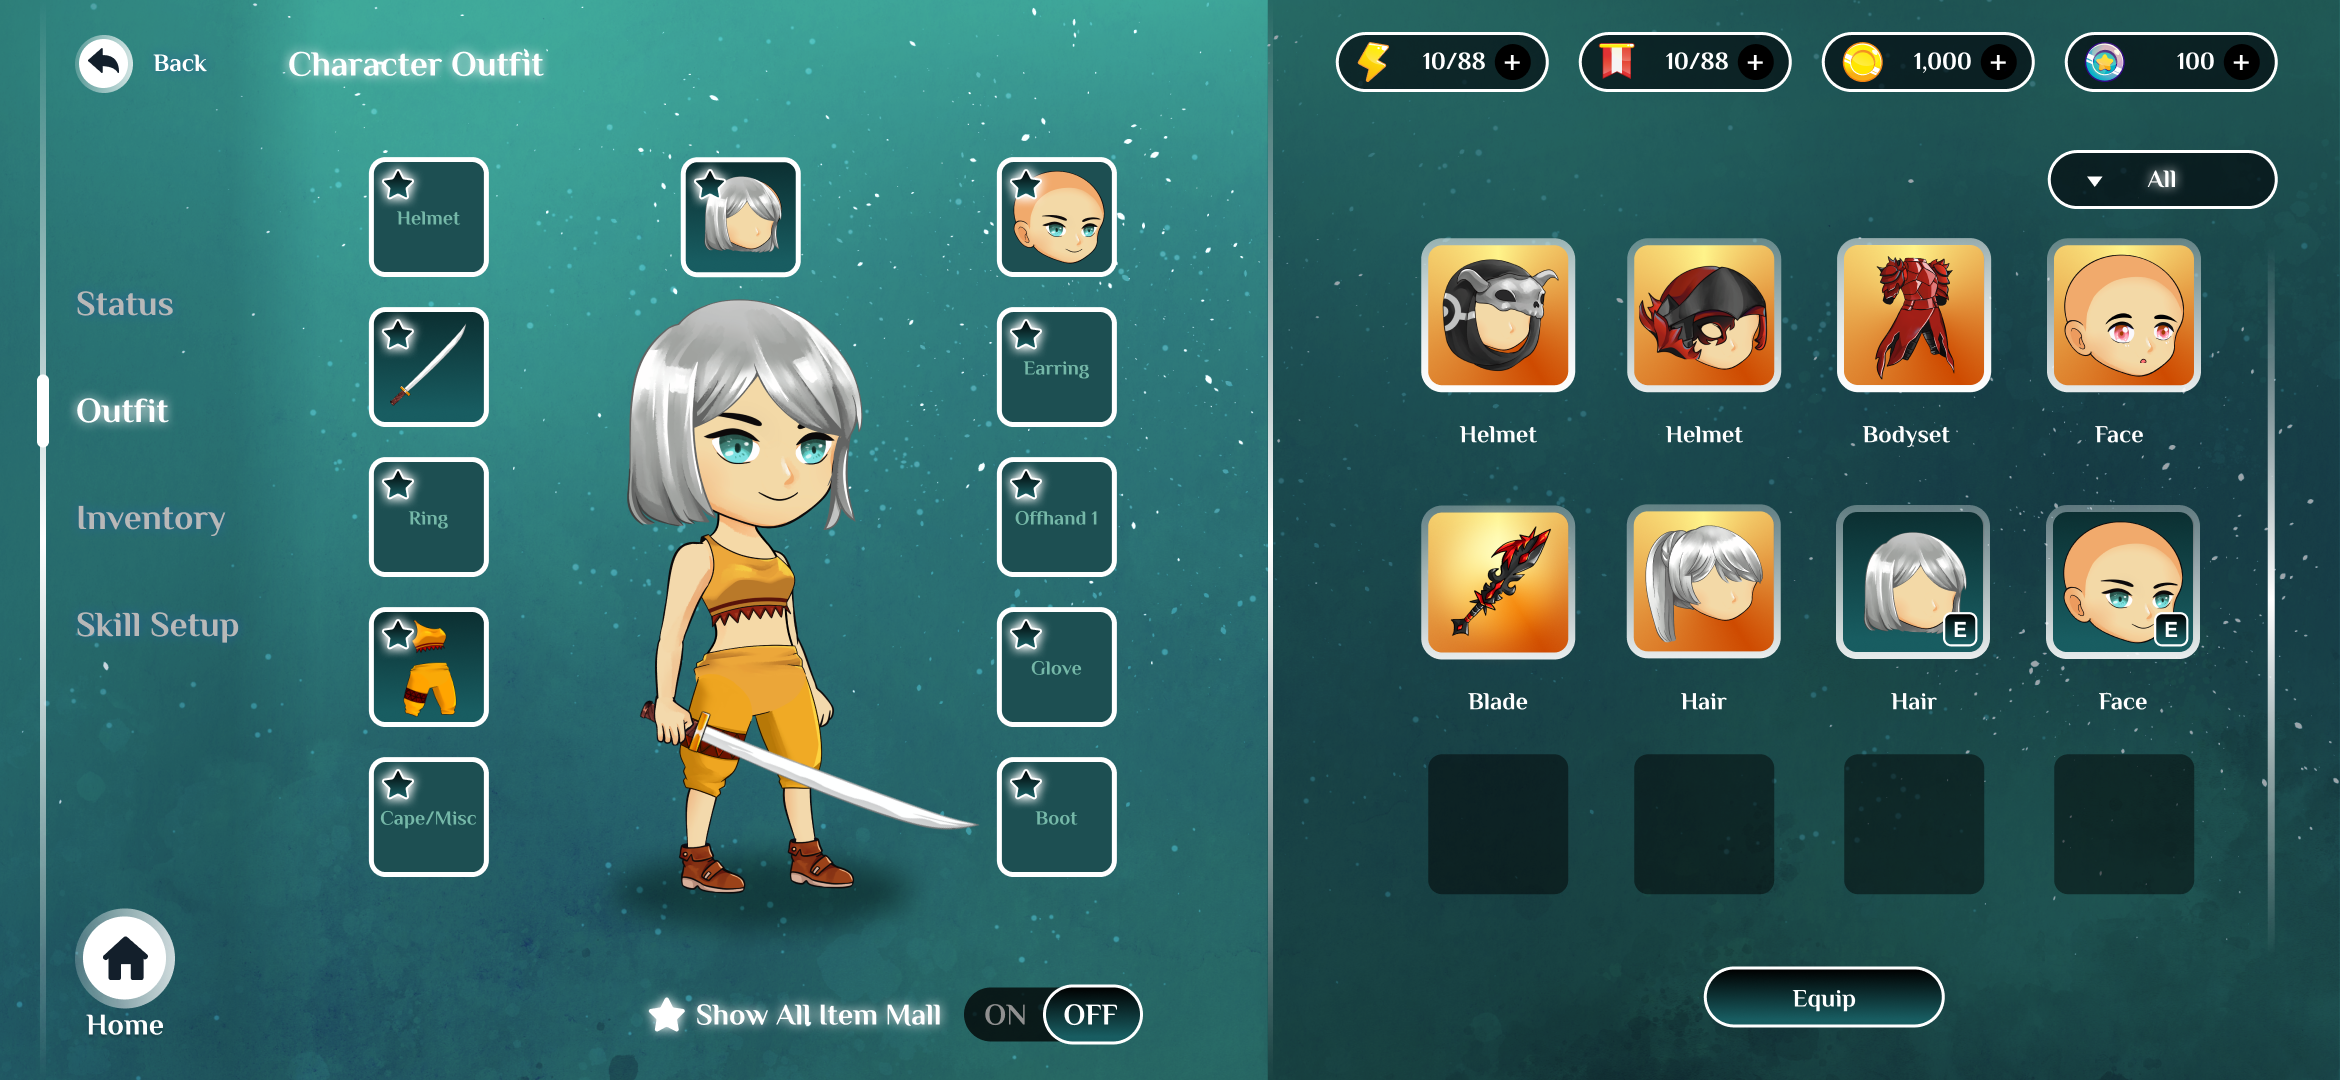 Back
Character Outfit
10/88 +
10/88 +
1,000 +
100 +
All
Status
Outfit
Inventory
Skill Setup
Helmet
Earring
Ring
Offhand 1
Glove
Cape/Misc
Boot
Helmet
Helmet
Bodyset
Face
E
E
Blade
Hair
Hair
Face
Home
Show All Item Mall
ON
OFF
Equip